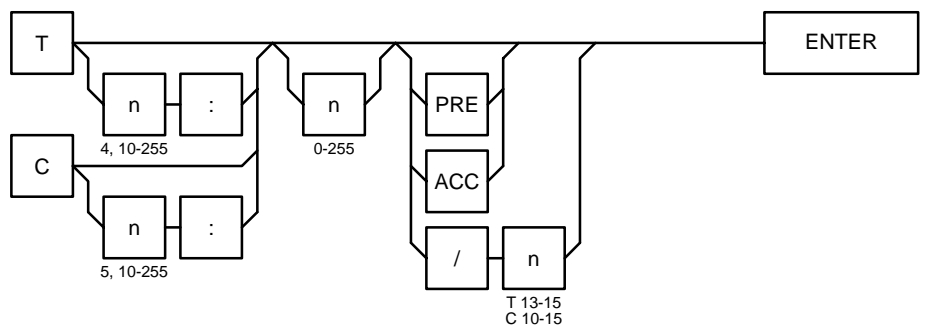 T
ENTER
n
:
n
PRE
4, 10-255
0-255
C
ACC
n
:
/
n
5, 10-255
T 13-15
C 10-15